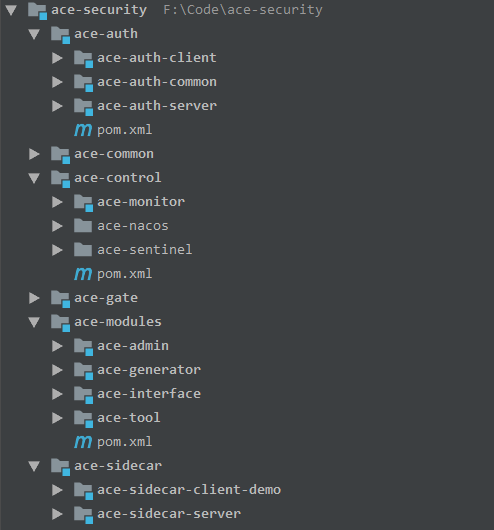 ace-security F:\Code\ace-security
ace-auth
ace-auth-client
ace-auth-common
ace-auth-server
m pom.xml
ace-common
ace-control
ace-monitor
ace-nacos
ace-sentinel
m pom.xml
ace-gate
ace-modules
ace-admin
ace-generator
ace-interface
ace-tool
m pom.xml
ace-sidecar
ace-sidecar-client-demo
ace-sidecar-server